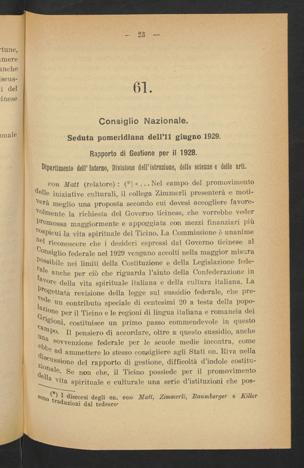 — 25 —
61.
Consiglio Nazionale.
Seduta pomeridiana dell'11 giugno 1929.
Rapporto di Gestione per il 1928.
Dipartimento dell'Interno, Divisione dell'istruzione, delle scienze e delle arti.
von Matt (relatore) : (*) «... Nel campo del promovimento
delle iniziative culturali, il collega Zimmerli presenterà e moti-
verà meglio una proposta secondo cui devesi accogliere favore-
volmente la richiesta del Governo ticinese, che vorrebbe veder
promossa maggiormente e appoggiata con mezzi finanziari più
cospicui la vita spirituale del Ticino. La Commissione è unanime
nel riconoscere che i desideri espressi dal Governo ticinese al
Consiglio federale nel 1929 vengano accolti nella maggior misura
possibile nei limiti della Costituzione e della Legislazione fede-
rale anche per ciò che riguarda l'aiuto della Confederazione in
favore della vita spirituale italiana e della cultura italiana. La
progettata revisione della legge sul sussidio federale, che pre-
vede un contributo speciale di centesimi 20 a testa della popo-
lazione per il Ticino e le regioni di lingua italiana e romancia dei
Grigioni, costituisce un primo passo commendevole in questo
campo. Il pensiero di accordare, oltre a questo sussidio, anche
una sovvenzione federale per le scuole medie incontra, come
ebbe ad ammettere lo stesso consigliere agli Stati on. Riva nella
discussione del rapporto di gestione, difficoltà d'indole costitu-
zionale. Se non che, il Ticino possiede per il promovimento
della vita spirituale e culturale una serie d'istituzioni che pos-
(*) I discorsi degli on. von Matt, Zimmerli, Baumberger e Killer
sono traduzioni dal tedesco
rtune,
mere
anche
iscus-
i del
cinese
onale